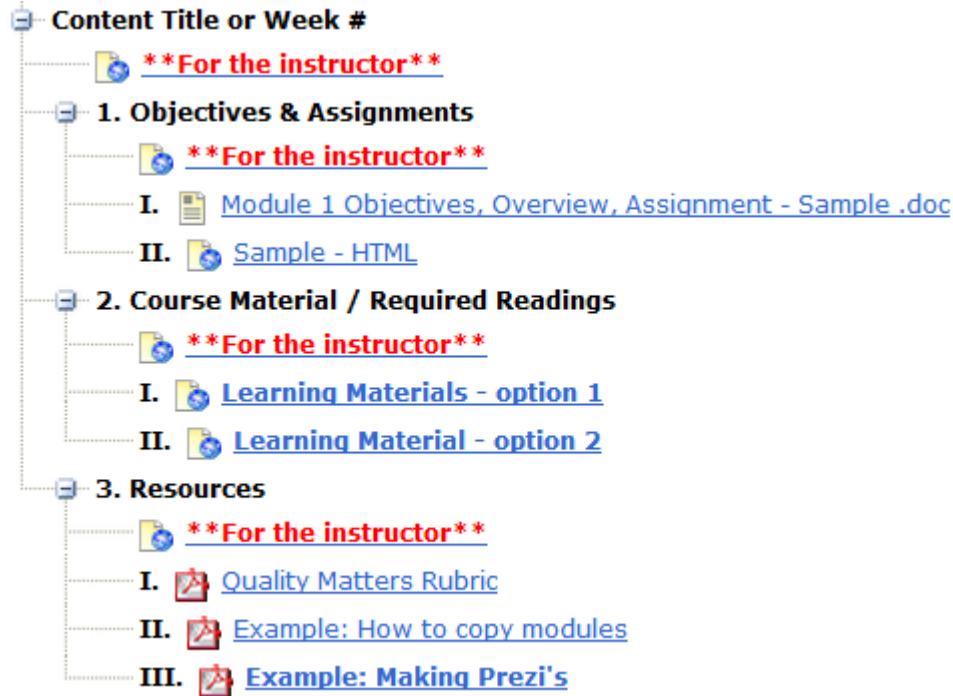 Content Title or Week #
**For the instructor**
1. Objectives & Assignments
**For the instructor**
I. Module 1 Objectives, Overview, Assignment - Sample .doc
II. Sample - HTML
2. Course Material / Required Readings
**For the instructor**
I. Learning Materials - option 1
II. Learning Material - option 2
3. Resources
**For the instructor**
I. Quality Matters Rubric
II. Example: How to copy modules
III. Example: Making Prezi's